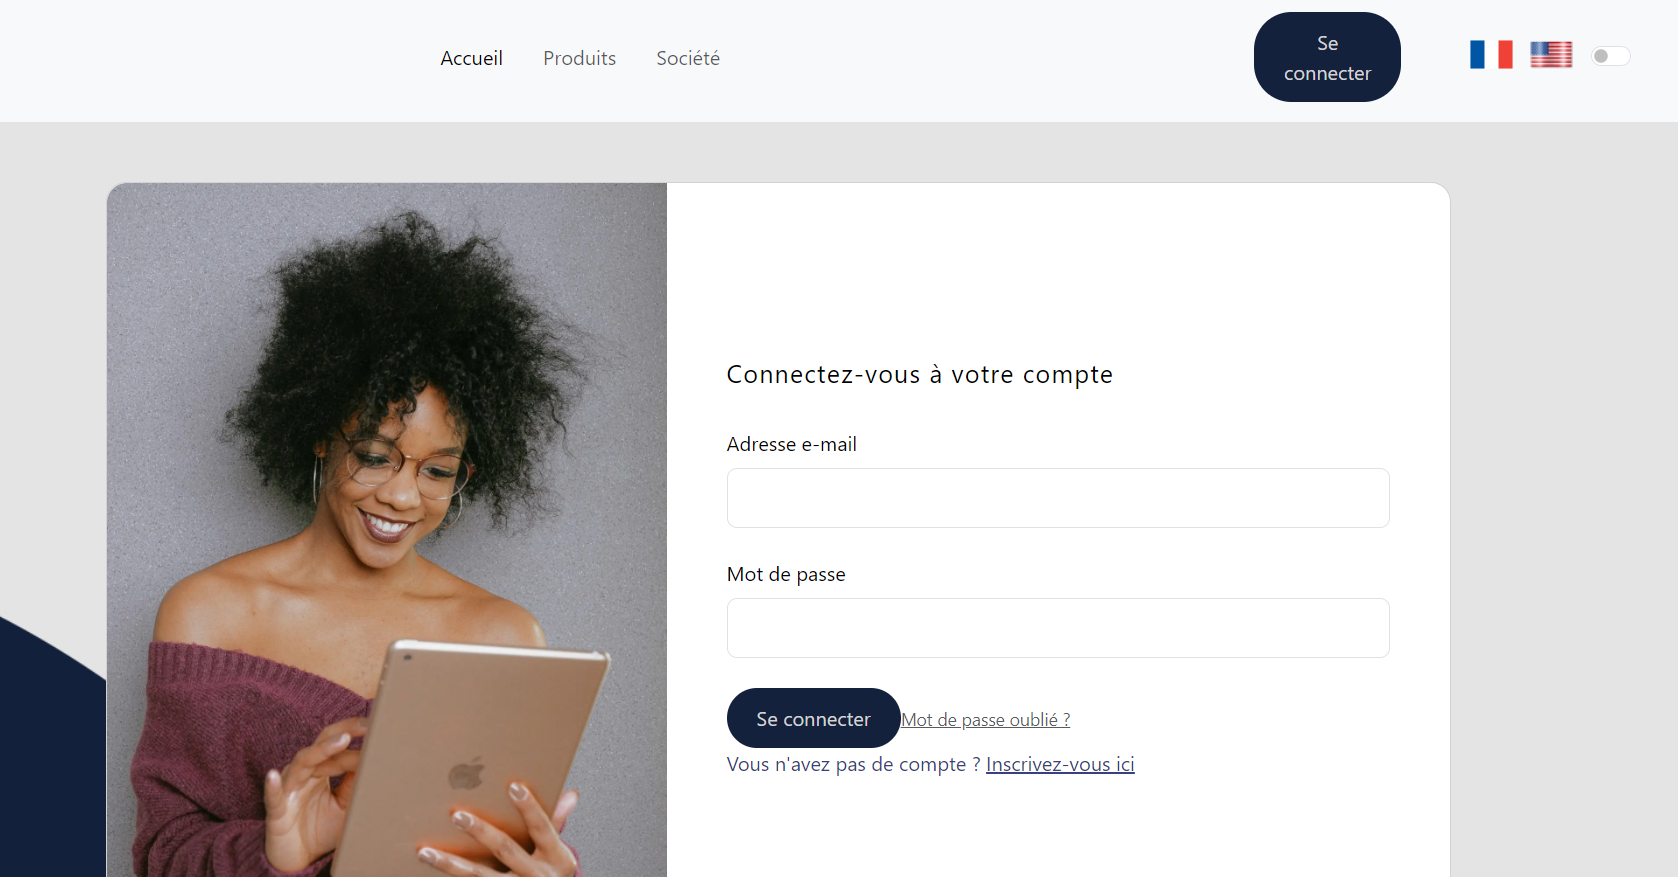 Accueil Produits Société
Se
connecter
Connectez-vous à votre compte
Adresse e-mail
Mot de passe
Se connecter Mot de passe oublié ?
Vous n'avez pas de compte ? Inscrivez-vous ici